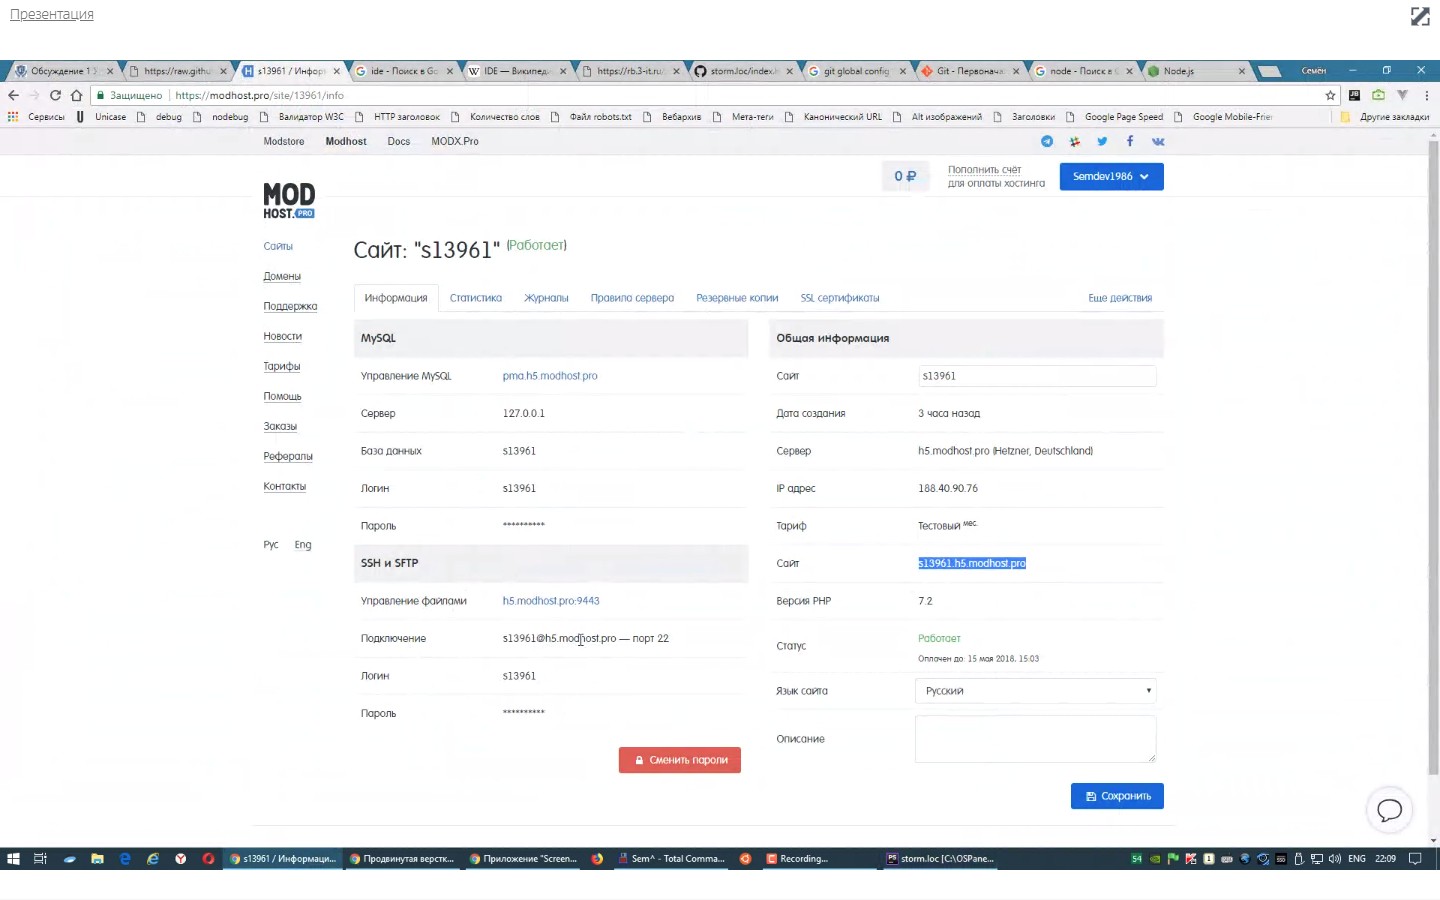 Презентация
Обсуждение 1 3
https://raw.githu
s13961 / Информ
ide - Поиск в Go
IDE — Википеди
https://rb.3-it.ru/
storm.loc/index.h
git global config
Git - Первонача
node - Поиск в G
Node.js
Семён
Защищено https://modhost.pro/site/13961/info
Сервисы Unicase debug nodebug Валидатор W3C HTTP заголовок Количество слов Файл robots.txt Вебархив Мета-теги Канонический URL Alt изображений Заголовки Google Page Speed Google Mobile-Frie Другие закладки
Modstore Modhost Docs MODX.Pro
0 ₽
Пополнить счёт
для оплаты хостинга
Semdev1986
MOD
HOST.PRO
Сайты
Домены
Поддержка
Новости
Тарифы
Помощь
Заказы
Рефералы
Контакты
Рус Eng
Сайт: "s13961" (Работает)
Информация Статистика Журналы Правила сервера Резервные копии SSL сертификаты Еще действия
MySQL
Управление MySQL pma.h5.modhost.pro
Сервер 127.0.0.1
База данных s13961
Логин s13961
Пароль **********
SSH и SFTP
Управление файлами h5.modhost.pro:9443
Подключение s13961@h5.modhost.pro — порт 22
Логин s13961
Пароль **********
Сменить пароли
Общая информация
Сайт s13961
Дата создания 3 часа назад
Сервер h5.modhost.pro (Hetzner, Deutschland)
IP адрес 188.40.90.76
Тариф Тестовый мес.
Сайт s13961.h5.modhost.pro
Версия PHP 7.2
Статус Работает
Оплачен до: 15 мая 2018, 15:03
Язык сайта Русский
Описание
Сохранить
s13961 / Информаци... Продвинутая верстк... Приложение "Screen... Sem^ - Total Comma... Recording... storm.loc [C:\OSPane... 54 ENG 22:09